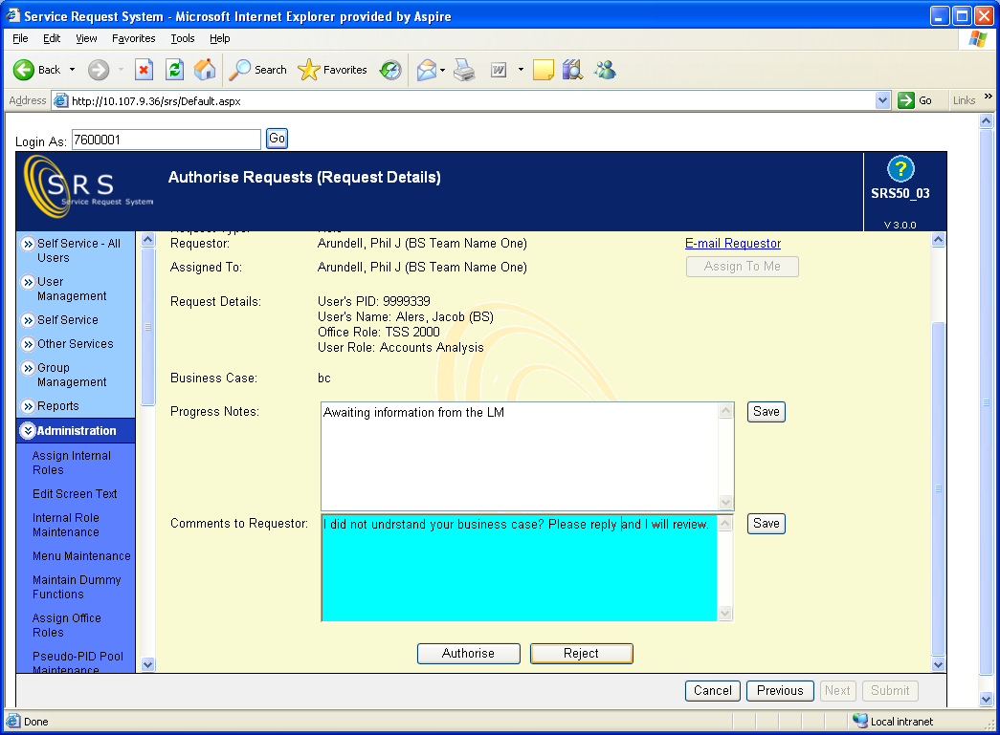 Service Request System - Microsoft Internet Explorer provided by Aspire
File Edit View Favorites Tools Help
Back Search Favorites
Address http://10.107.9.36/srs/Default.aspx Go Links »
Login As: 7600001 Go
SRS
Service Request System
Authorise Requests (Request Details)
?
SRS50_03
V 3.0.0
Self Service - All
Users
User
Management
Self Service
Other Services
Group
Management
Reports
Administration
Assign Internal
Roles
Edit Screen Text
Internal Role
Maintenance
Menu Maintenance
Maintain Dummy
Functions
Assign Office
Roles
Pseudo-PID Pool
Maintenance
Request Type: Role
Requestor: Arundell, Phil J (BS Team Name One) E-mail Requestor
Assigned To: Arundell, Phil J (BS Team Name One) Assign To Me
Request Details: User's PID: 9999339
User's Name: Alers, Jacob (BS)
Office Role: TSS 2000
User Role: Accounts Analysis
Business Case: bc
Progress Notes: Awaiting information from the LM Save
Comments to Requestor: I did not undrstand your business case? Please reply and I will review. Save
Authorise Reject
Cancel Previous Next Submit
Done Local intranet